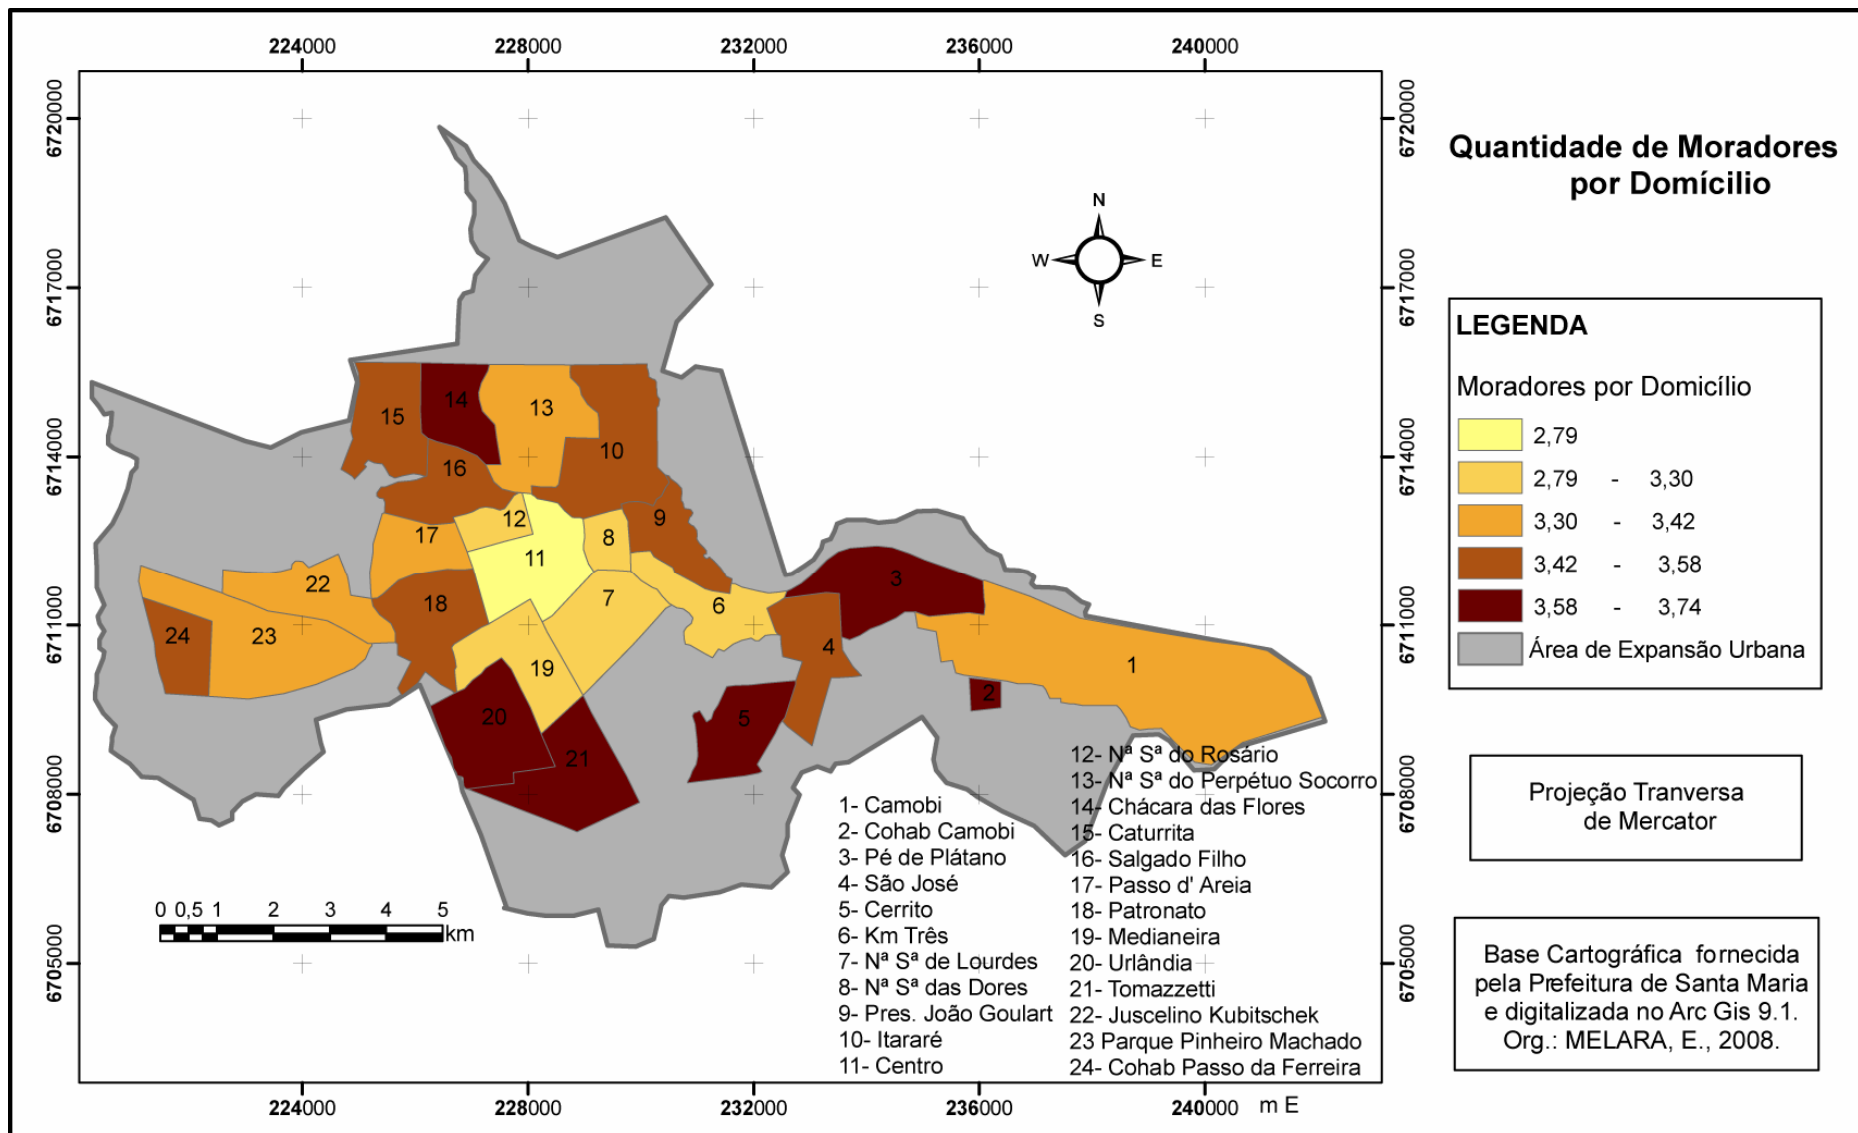 224000
228000
232000
236000
240000
6720000
6717000
6714000
6711000
6708000
6705000
6720000
6717000
6714000
6711000
6708000
6705000
N
W
E
S
15
14
13
10
16
12
17
11
8
9
22
18
7
6
3
24
23
4
1
19
2
20
5
21
0 0,5 1 2 3 4 5
km
1- Camobi
2- Cohab Camobi
3- Pé de Plátano
4- São José
5- Cerrito
6- Km Três
7- Nª Sª de Lourdes
8- Nª Sª das Dores
9- Pres. João Goulart
10- Itararé
11- Centro
12- Nª Sª do Rosário
13- Nª Sª do Perpétuo Socorro
14- Chácara das Flores
15- Caturrita
16- Salgado Filho
17- Passo d' Areia
18- Patronato
19- Medianeira
20- Urlândia
21- Tomazzetti
22- Juscelino Kubitschek
23 Parque Pinheiro Machado
24- Cohab Passo da Ferreira
224000
228000
232000
236000
240000
m E
Quantidade de Moradores
por Domícilio
LEGENDA
Moradores por Domicílio
2,79
2,79 - 3,30
3,30 - 3,42
3,42 - 3,58
3,58 - 3,74
Área de Expansão Urbana
Projeção Tranversa
de Mercator
Base Cartográfica fornecida
pela Prefeitura de Santa Maria
e digitalizada no Arc Gis 9.1.
Org.: MELARA, E., 2008.